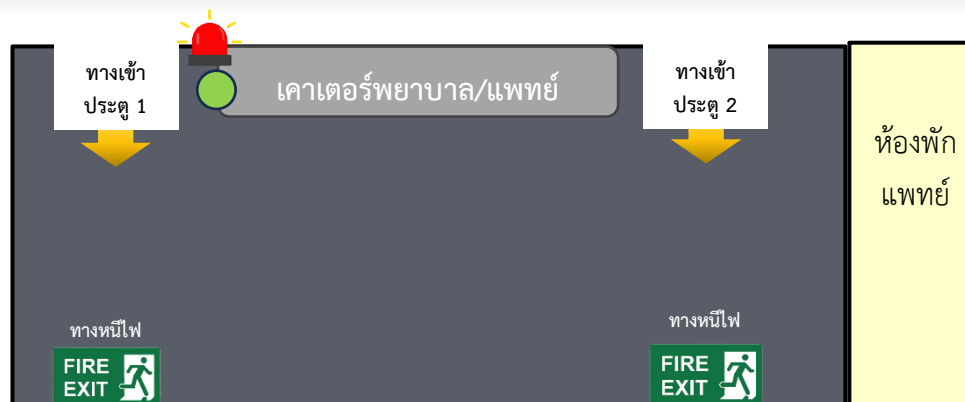 ทางเข้า
ประตู 1
เคาเตอร์พยาบาล/แพทย์
ทางเข้า
ประตู 2
ห้องพัก
แพทย์
ทางหนีไฟ
FIRE
EXIT
ทางหนีไฟ
FIRE
EXIT